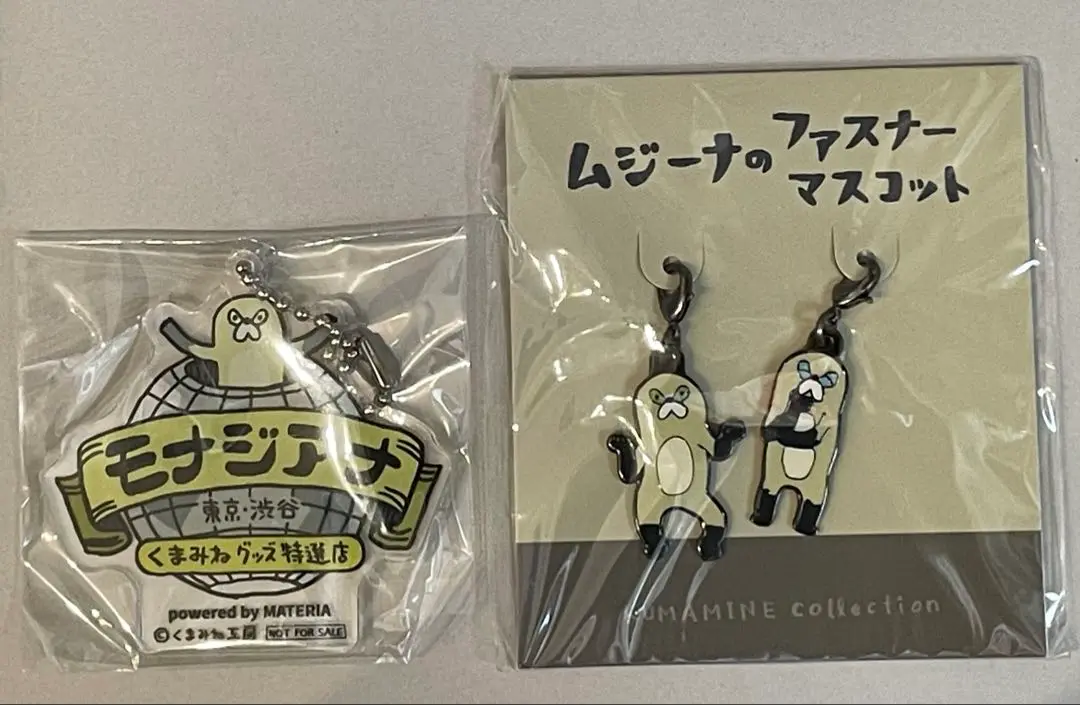 モナジアナ
東京・渋谷
くまみねグッズ特選店
powered by MATERIA
©くまみね工房 NOT FOR SALE
ムジーナの
ファスナー
マスコット
KUMAMINE collection